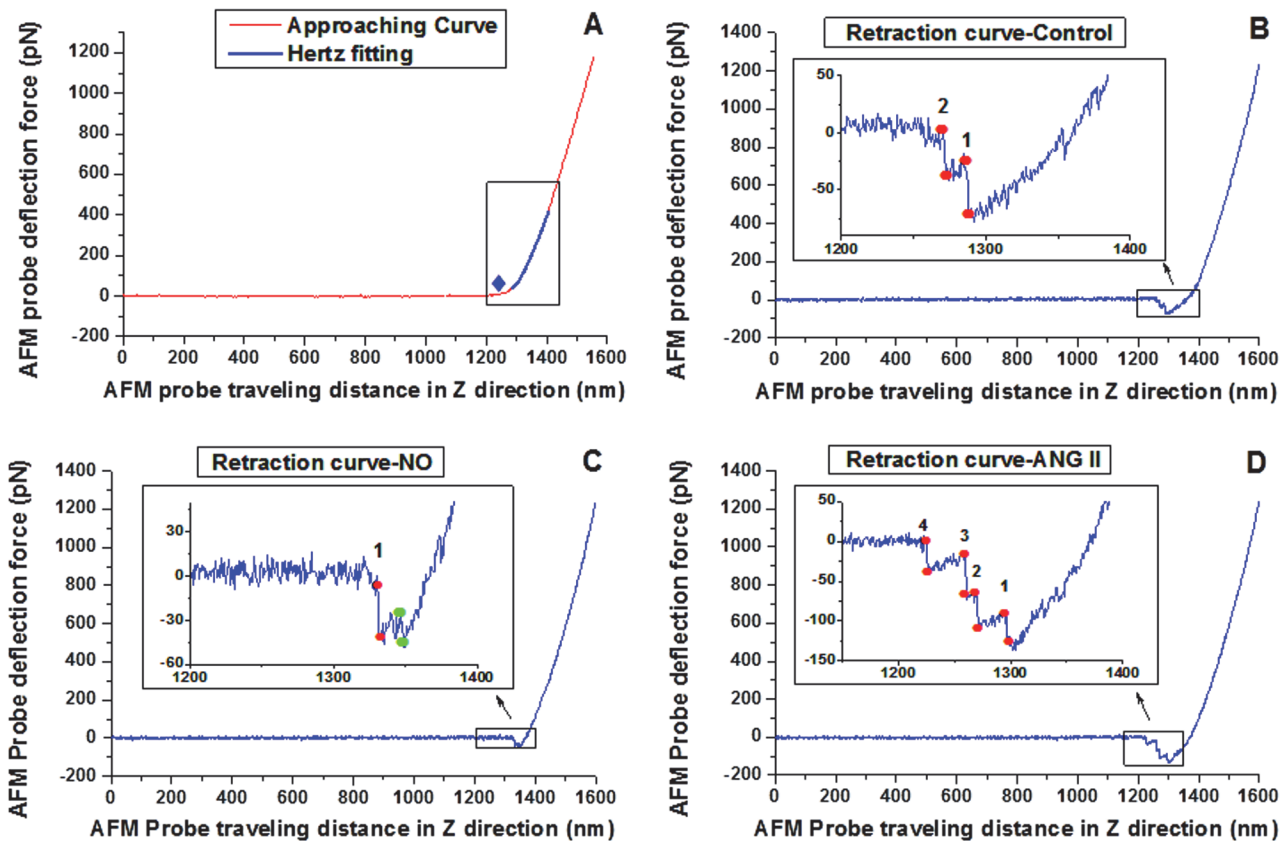 Approaching Curve
Hertz fitting
A
AFM probe deflection force (pN)
1200
1000
800
600
400
200
0
-200
0 200 400 600 800 1000 1200 1400 1600
AFM probe traveling distance in Z direction (nm)
Retraction curve-Control
B
AFM probe deflection force (pN)
1400
1200
1000
800
600
400
200
0
-200
50
0
-50
2
1
1200 1300 1400
0 200 400 600 800 1000 1200 1400 1600
AFM probe traveling distance in Z direction (nm)
Retraction curve-NO
C
AFM Probe deflection force (pN)
1400
1200
1000
800
600
400
200
0
-200
30
0
-30
-60
1
1200 1300 1400
0 200 400 600 800 1000 1200 1400 1600
AFM Probe traveling distance in Z direction (nm)
Retraction curve-ANG II
D
AFM Probe deflection force (pN)
1400
1200
1000
800
600
400
200
0
-200
50
0
-50
-100
-150
4
3
2
1
1200 1300 1400
0 200 400 600 800 1000 1200 1400 1600
AFM Probe traveling distance in Z direction (nm)